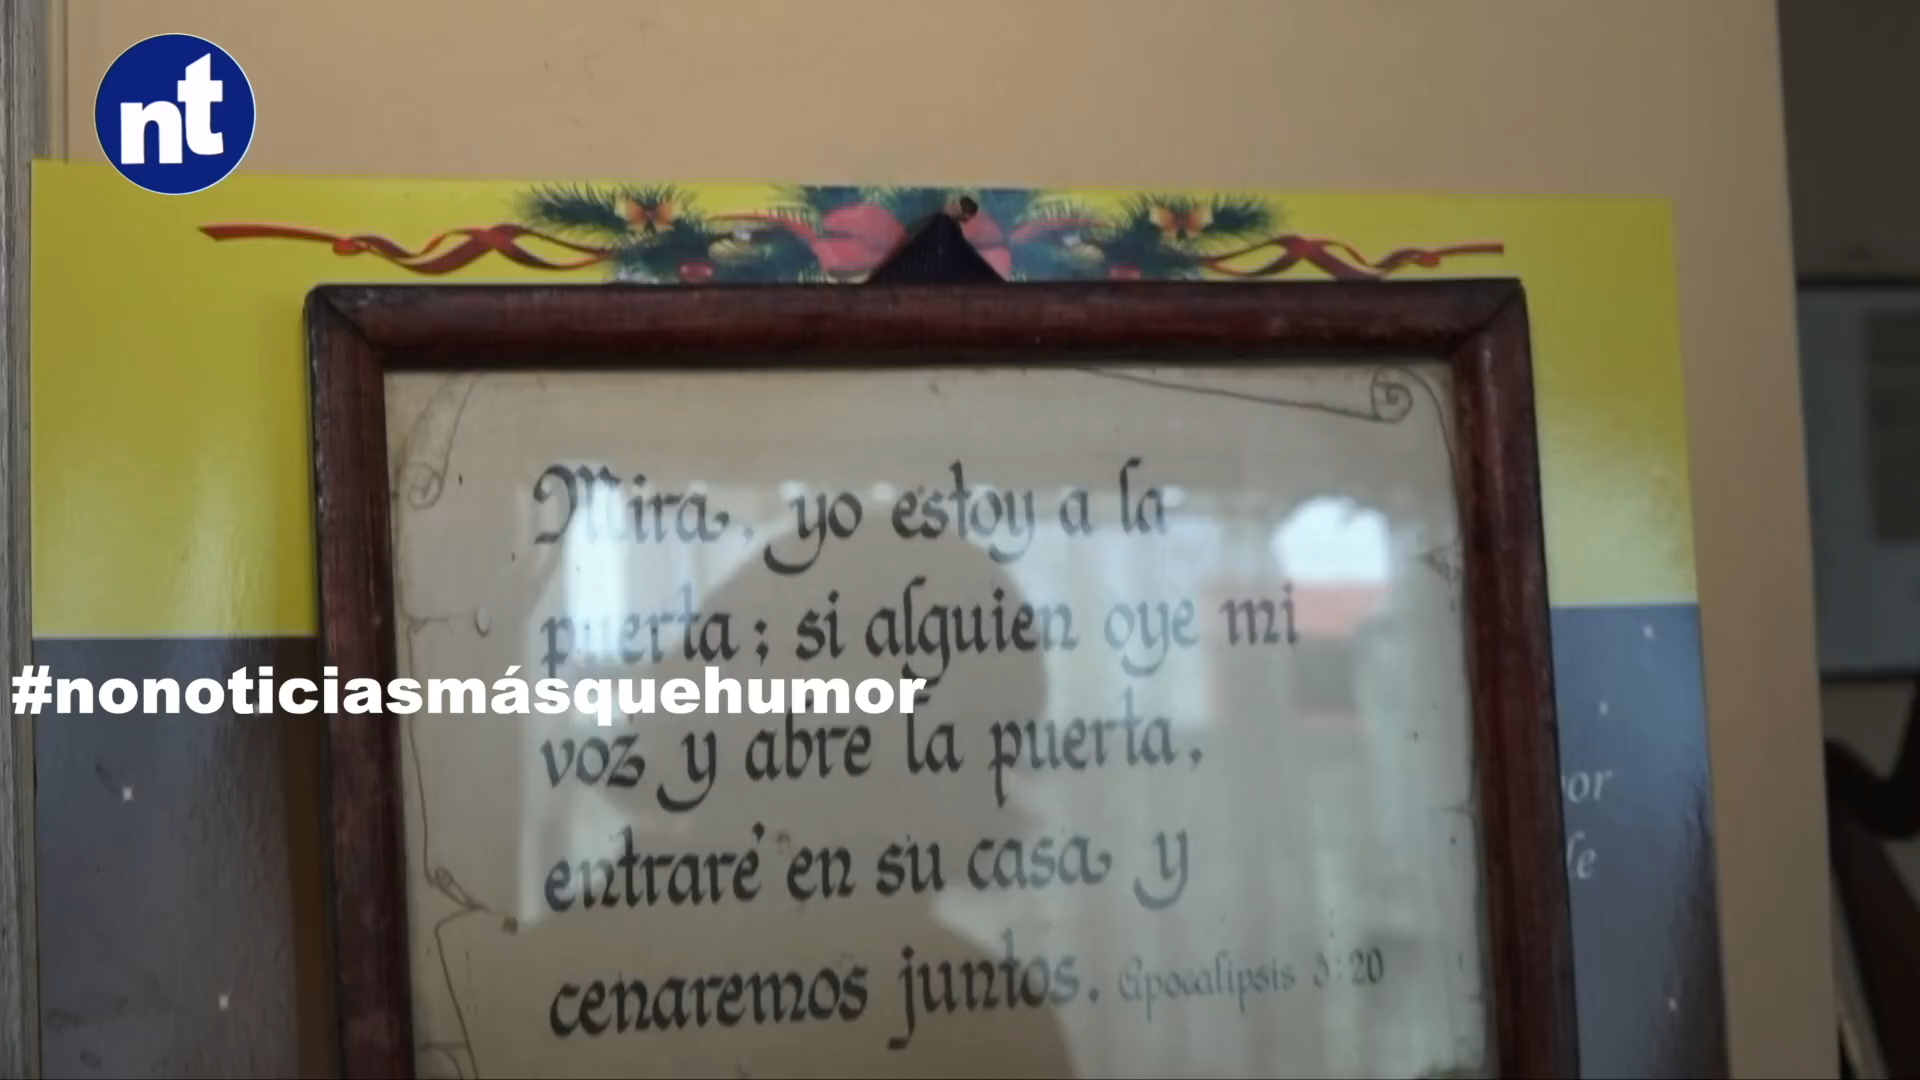 nt
Mira, yo estoy a la
puerta; si alguien oye mi
#nonoticiasmásquehumor
voz y abre la puerta,
entraré en su casa y
cenaremos juntos. Apocalipsis 3:20